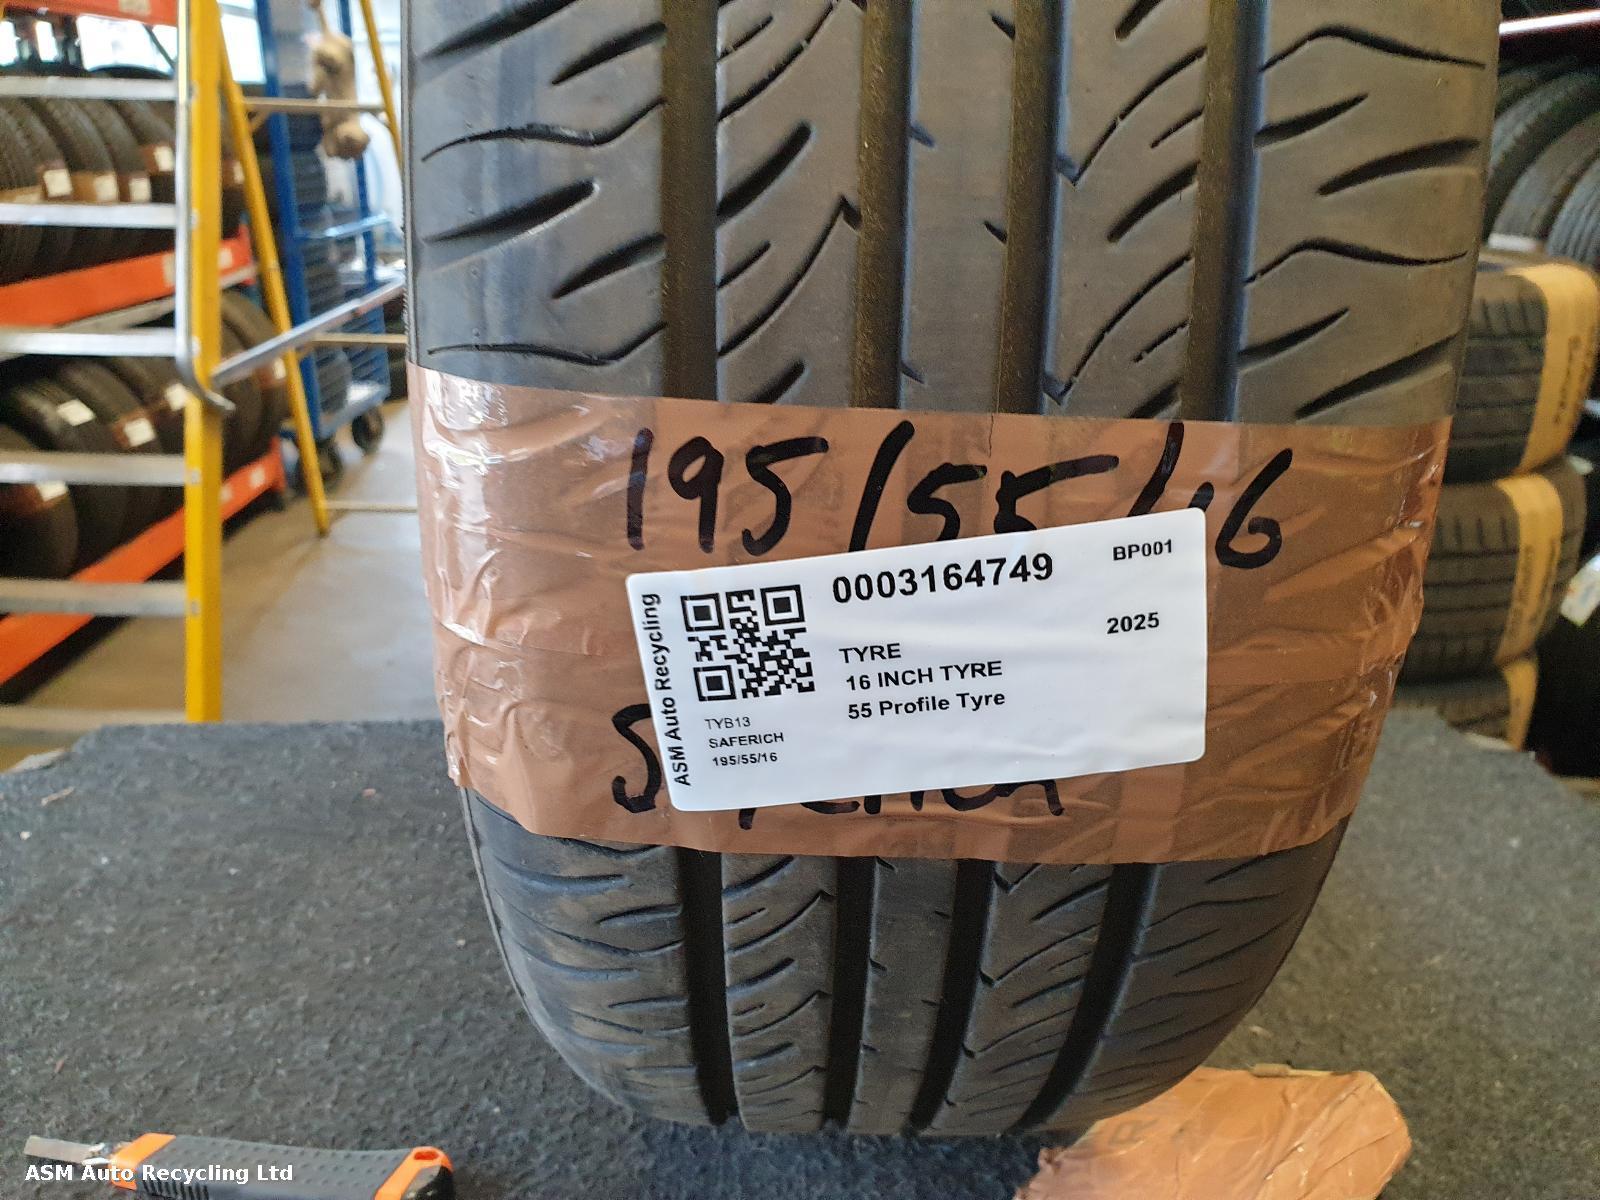 195/55/16
0003164749
BP001
2025
TYRE
16 INCH TYRE
55 Profile Tyre
ASM Auto Recycling
TYB13
SAFERICH
195/55/16
ASM Auto Recycling Ltd